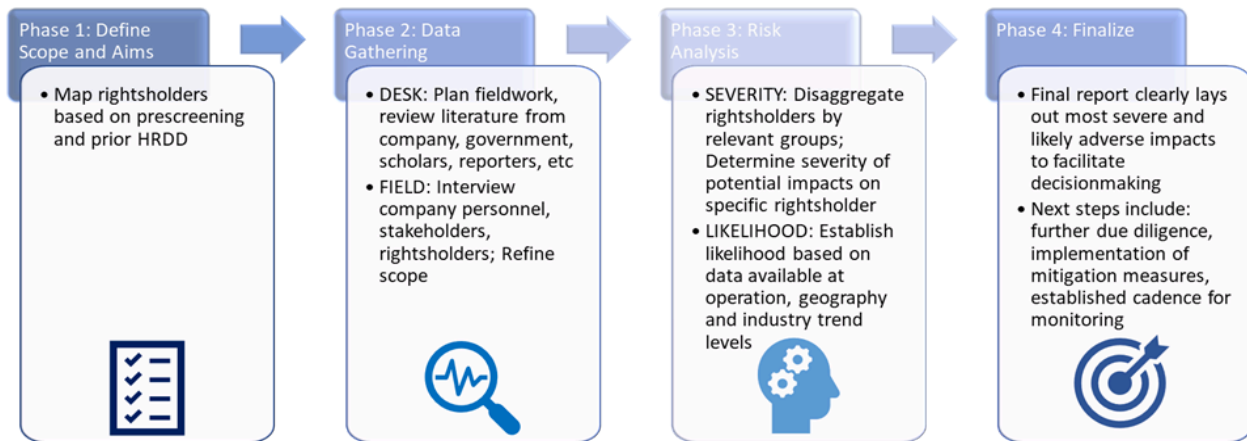 Phase 1: Define
Scope and Aims
• Map rightsholders
based on prescreening
and prior HRDD
Phase 2: Data
Gathering
• DESK: Plan fieldwork,
review literature from
company, government,
scholars, reporters, etc
• FIELD: Interview
company personnel,
stakeholders,
rightsholders; Refine
scope
Phase 3: Risk
Analysis
• SEVERITY: Disaggregate
rightsholders by
relevant groups;
Determine severity of
potential impacts on
specific rightsholder
• LIKELIHOOD: Establish
likelihood based on
data available at
operation, geography
and industry trend
levels
Phase 4: Finalize
• Final report clearly lays
out most severe and
likely adverse impacts
to facilitate
decisionmaking
• Next steps include:
further due diligence,
implementation of
mitigation measures,
established cadence for
monitoring